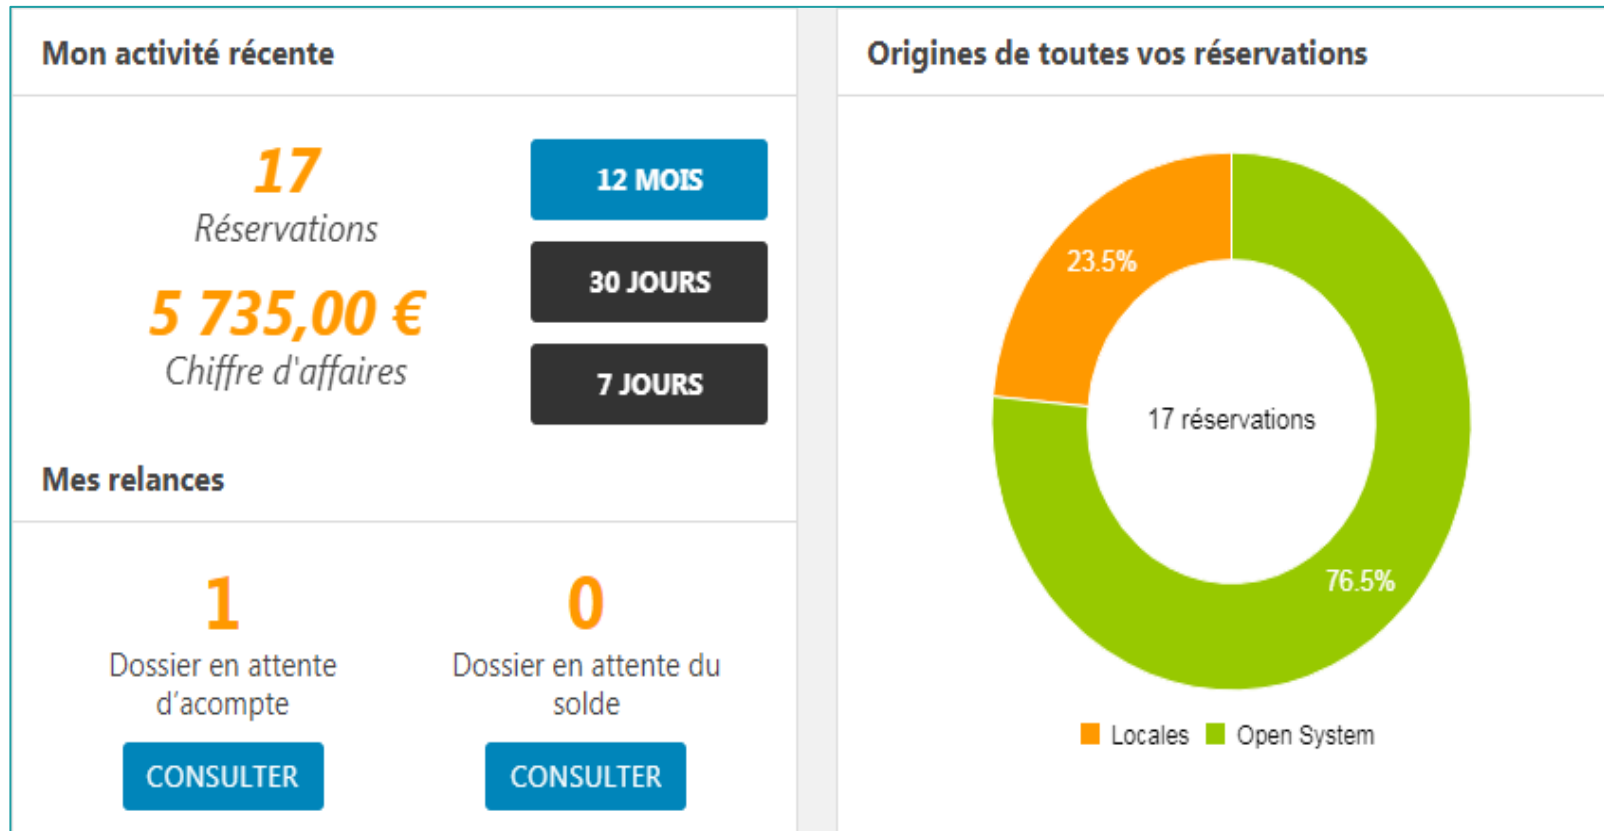 Mon activité récente
17
Réservations
5 735,00 €
Chiffre d'affaires
12 MOIS
30 JOURS
7 JOURS
Mes relances
1
Dossier en attente
d’acompte
CONSULTER
0
Dossier en attente du
solde
CONSULTER
Origines de toutes vos réservations
23.5%
17 réservations
76.5%
Locales
Open System